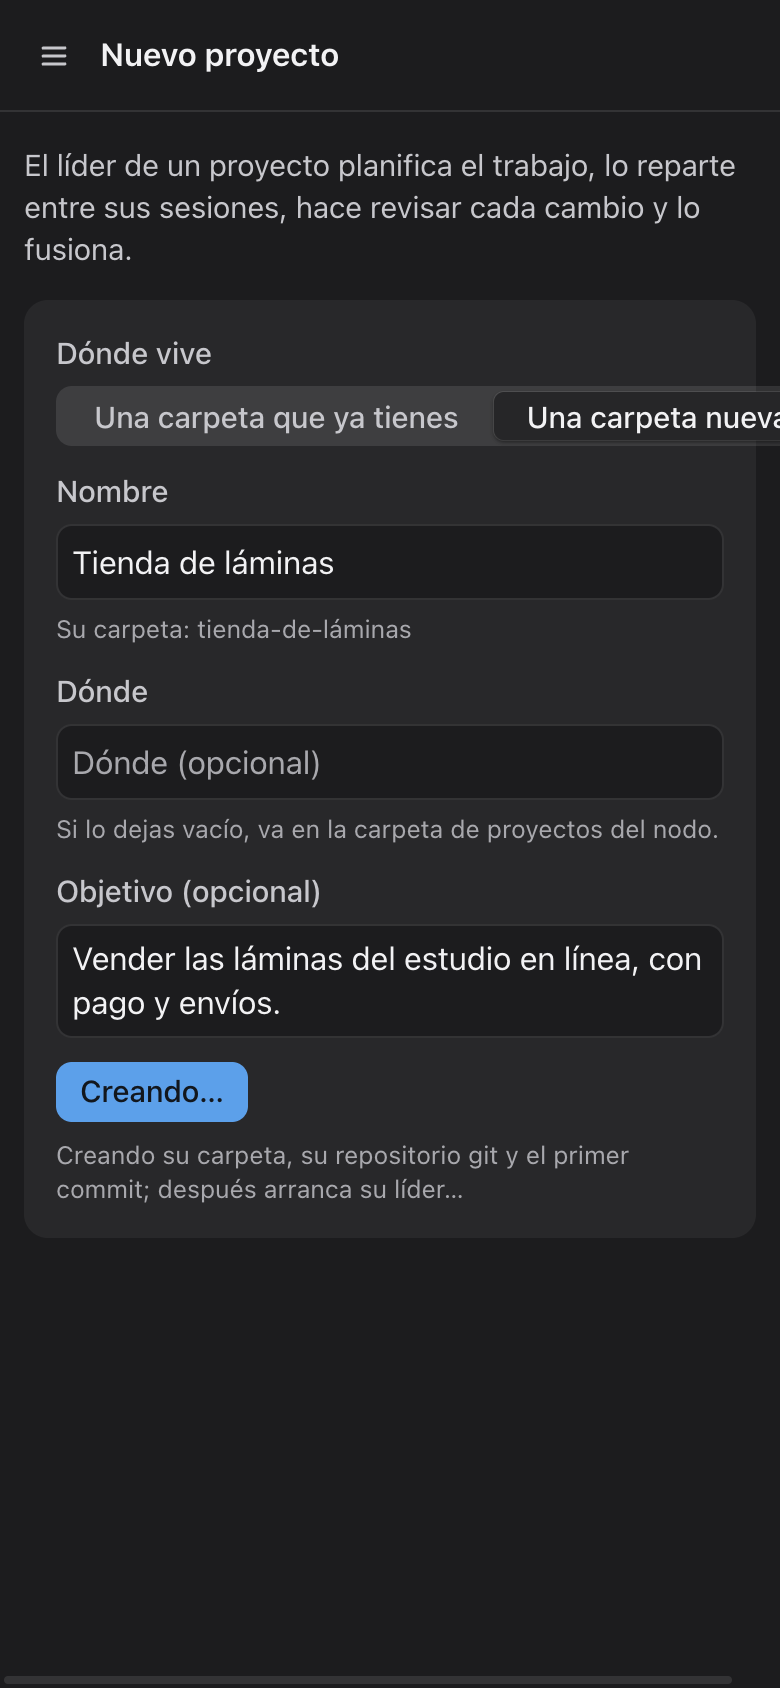 Nuevo proyecto
El líder de un proyecto planifica el trabajo, lo reparte
entre sus sesiones, hace revisar cada cambio y lo
fusiona.
Dónde vive
Una carpeta que ya tienes
Una carpeta nueva
Nombre
Tienda de láminas
Su carpeta: tienda-de-láminas
Dónde
Dónde (opcional)
Si lo dejas vacío, va en la carpeta de proyectos del nodo.
Objetivo (opcional)
Vender las láminas del estudio en línea, con
pago y envíos.
Creando...
Creando su carpeta, su repositorio git y el primer
commit; después arranca su líder...